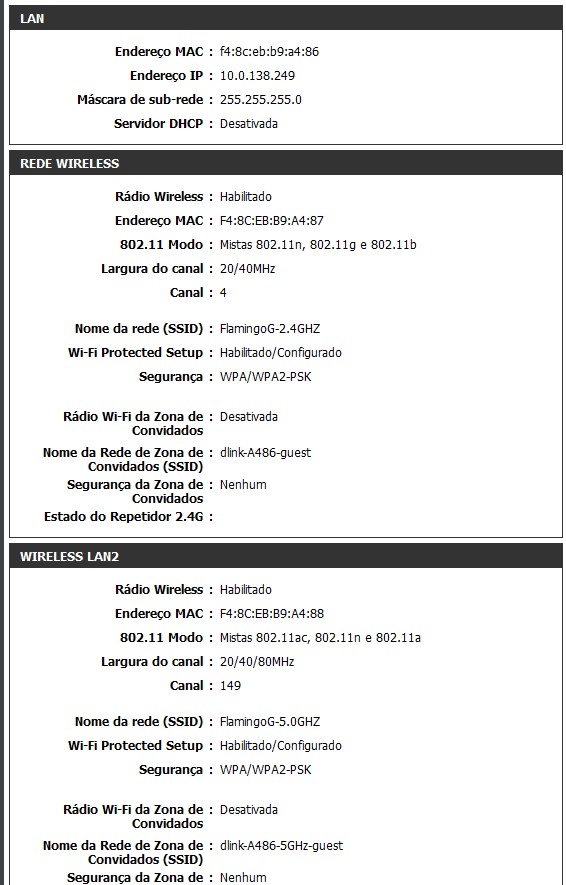 LAN
Endereço MAC : f4:8c:eb:b9:a4:86
Endereço IP : 10.0.138.249
Máscara de sub-rede : 255.255.255.0
Servidor DHCP : Desativada
REDE WIRELESS
Rádio Wireless : Habilitado
Endereço MAC : F4:8C:EB:B9:A4:87
802.11 Modo : Mistas 802.11n, 802.11g e 802.11b
Largura do canal : 20/40MHz
Canal : 4
Nome da rede (SSID) : FlamingoG-2.4GHZ
Wi-Fi Protected Setup : Habilitado/Configurado
Segurança : WPA/WPA2-PSK
Rádio Wi-Fi da Zona de : Desativada
Convidados
Nome da Rede de Zona de : dlink-A486-guest
Convidados (SSID)
Segurança da Zona de : Nenhum
Convidados
Estado do Repetidor 2.4G :
WIRELESS LAN2
Rádio Wireless : Habilitado
Endereço MAC : F4:8C:EB:B9:A4:88
802.11 Modo : Mistas 802.11ac, 802.11n e 802.11a
Largura do canal : 20/40/80MHz
Canal : 149
Nome da rede (SSID) : FlamingoG-5.0GHZ
Wi-Fi Protected Setup : Habilitado/Configurado
Segurança : WPA/WPA2-PSK
Rádio Wi-Fi da Zona de : Desativada
Convidados
Nome da Rede de Zona de : dlink-A486-5GHz-guest
Convidados (SSID)
Segurança da Zona de : Nenhum